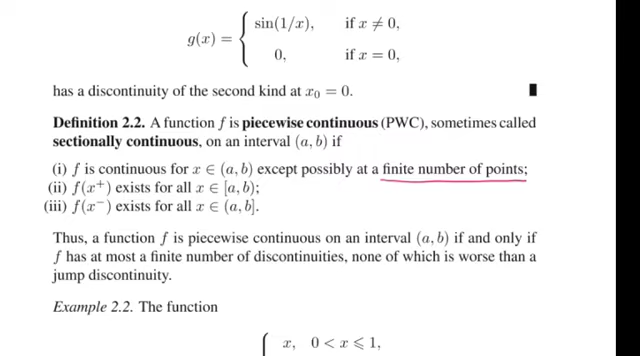 g(x) = { sin(1/x), if x ≠ 0,
0, if x = 0,
has a discontinuity of the second kind at x₀ = 0.
Definition 2.2. A function f is piecewise continuous (PWC), sometimes called
sectionally continuous, on an interval (a, b) if
(i) f is continuous for x ∈ (a, b) except possibly at a finite number of points;
(ii) f(x⁺) exists for all x ∈ [a, b);
(iii) f(x⁻) exists for all x ∈ (a, b].
Thus, a function f is piecewise continuous on an interval (a, b) if and only if
f has at most a finite number of discontinuities, none of which is worse than a
jump discontinuity.
Example 2.2. The function
x, 0 < x ⩽ 1,